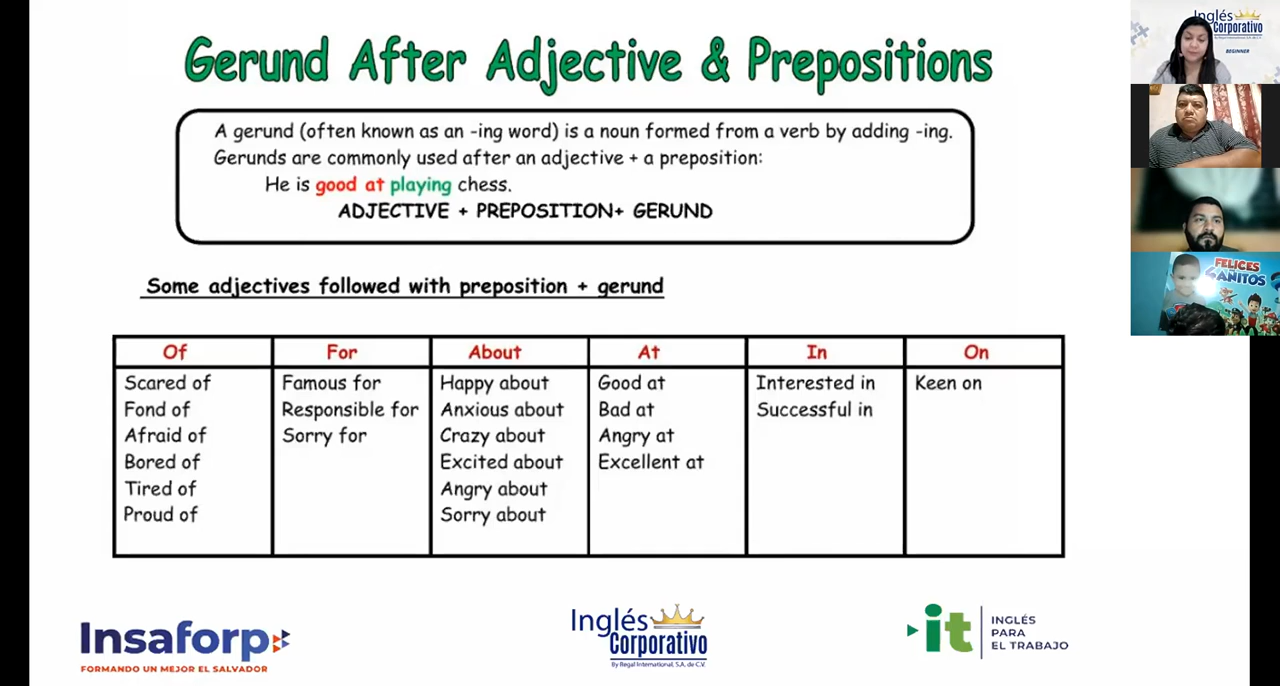 Gerund After Adjective & Prepositions
A gerund (often known as an -ing word) is a noun formed from a verb by adding -ing.
Gerunds are commonly used after an adjective + a preposition:
He is good at playing chess.
ADJECTIVE + PREPOSITION+ GERUND
Some adjectives followed with preposition + gerund
Of
For
About
At
In
On
Scared of
Fond of
Afraid of
Bored of
Tired of
Proud of
Famous for
Responsible for
Sorry for
Happy about
Anxious about
Crazy about
Excited about
Angry about
Sorry about
Good at
Bad at
Angry at
Excellent at
Interested in
Successful in
Keen on
Insaforp
FORMANDO UN MEJOR EL SALVADOR
Inglés
Corporativo
By Regal International, S.A. de C.V.
it
INGLÉS
PARA
EL TRABAJO
Inglés
Corporativo
By Regal International, S.A. de C.V.
BEGINNER
FELICES
AÑITOS